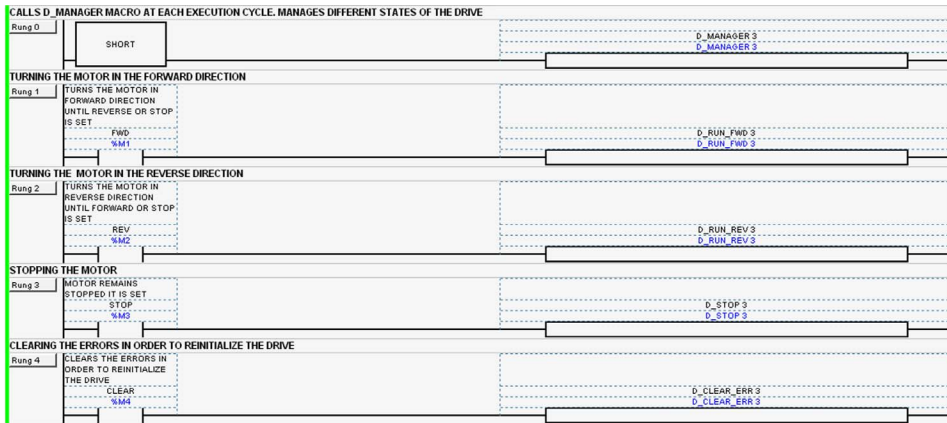 CALLS D_MANAGER MACRO AT EACH EXECUTION CYCLE. MANAGES DIFFERENT STATES OF THE DRIVE
Rung 0
SHORT
D_MANAGER 3
D_MANAGER 3
TURNING THE MOTOR IN THE FORWARD DIRECTION
Rung 1
TURNS THE MOTOR IN
FORWARD DIRECTION
UNTIL REVERSE OR STOP
IS SET
FWD
%M1
D_RUN_FWD 3
D_RUN_FWD 3
TURNING THE MOTOR IN THE REVERSE DIRECTION
Rung 2
TURNS THE MOTOR IN
REVERSE DIRECTION
UNTIL FORWARD OR STOP
IS SET
REV
%M2
D_RUN_REV 3
D_RUN_REV 3
STOPPING THE MOTOR
Rung 3
MOTOR REMAINS
STOPPED IT IS SET
STOP
%M3
D_STOP 3
D_STOP 3
CLEARING THE ERRORS IN ORDER TO REINITIALIZE THE DRIVE
Rung 4
CLEARS THE ERRORS IN
ORDER TO REINITIALIZE
THE DRIVE
CLEAR
%M4
D_CLEAR_ERR 3
D_CLEAR_ERR 3